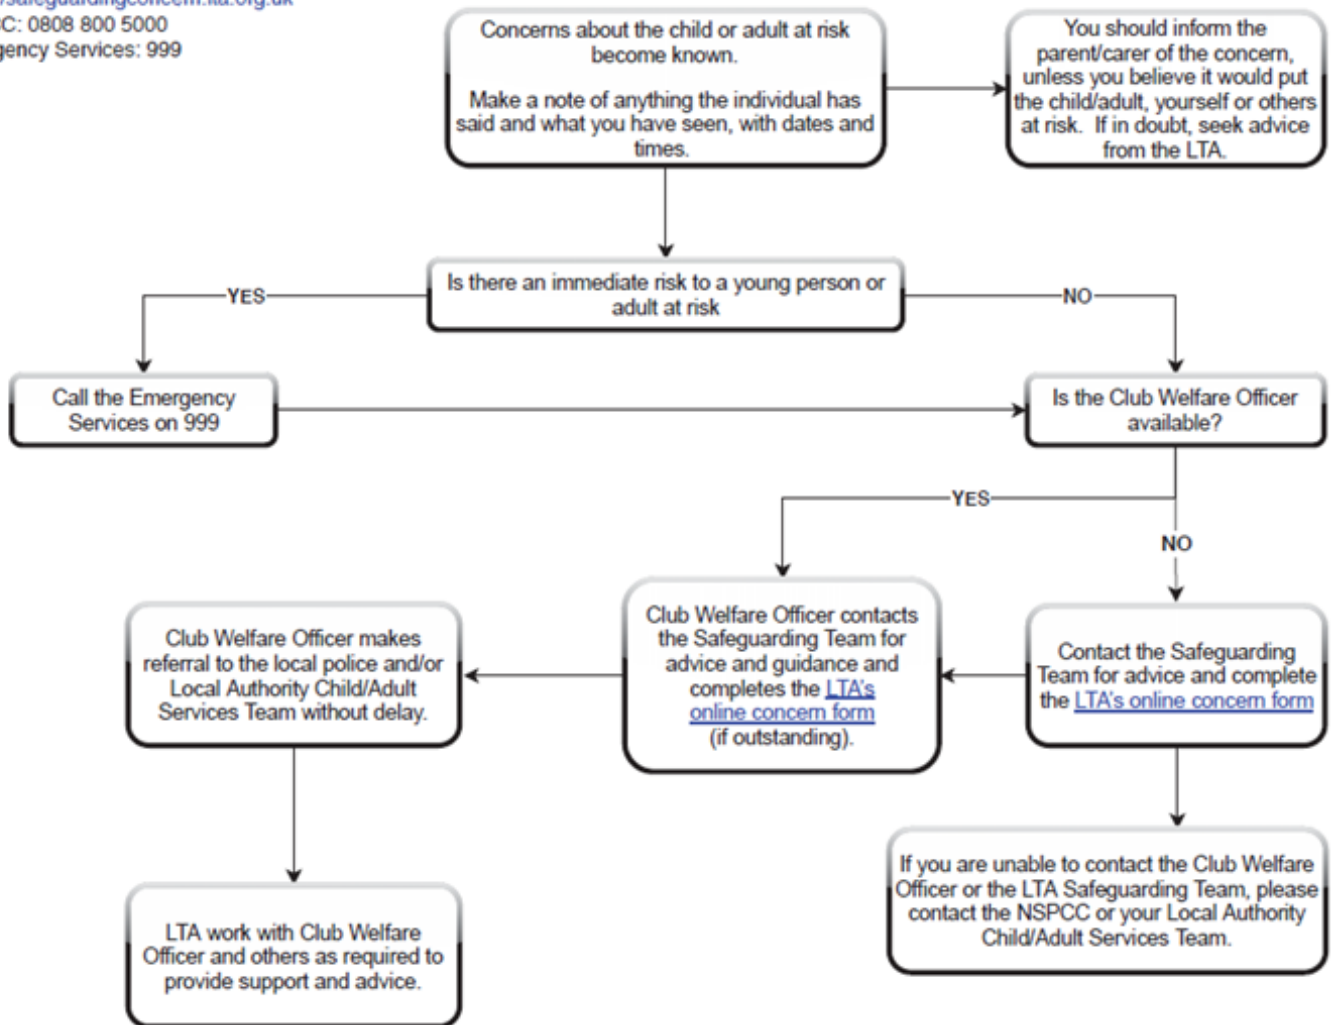 safeguardingconcern.lta.org.uk
C: 0808 800 5000
gency Services: 999
Concerns about the child or adult at risk
become known.
Make a note of anything the individual has
said and what you have seen, with dates and
times.
You should inform the
parent/carer of the concern,
unless you believe it would put
the child/adult, yourself or others
at risk. If in doubt, seek advice
from the LTA.
Is there an immediate risk to a young person or
adult at risk
YES
NO
Call the Emergency
Services on 999
Is the Club Welfare Officer
available?
YES
NO
Club Welfare Officer makes
referral to the local police and/or
Local Authority Child/Adult
Services Team without delay.
Club Welfare Officer contacts
the Safeguarding Team for
advice and guidance and
completes the LTA's
online concern form
(if outstanding).
Contact the Safeguarding
Team for advice and complete
the LTA's online concern form
LTA work with Club Welfare
Officer and others as required to
provide support and advice.
If you are unable to contact the Club Welfare
Officer or the LTA Safeguarding Team, please
contact the NSPCC or your Local Authority
Child/Adult Services Team.